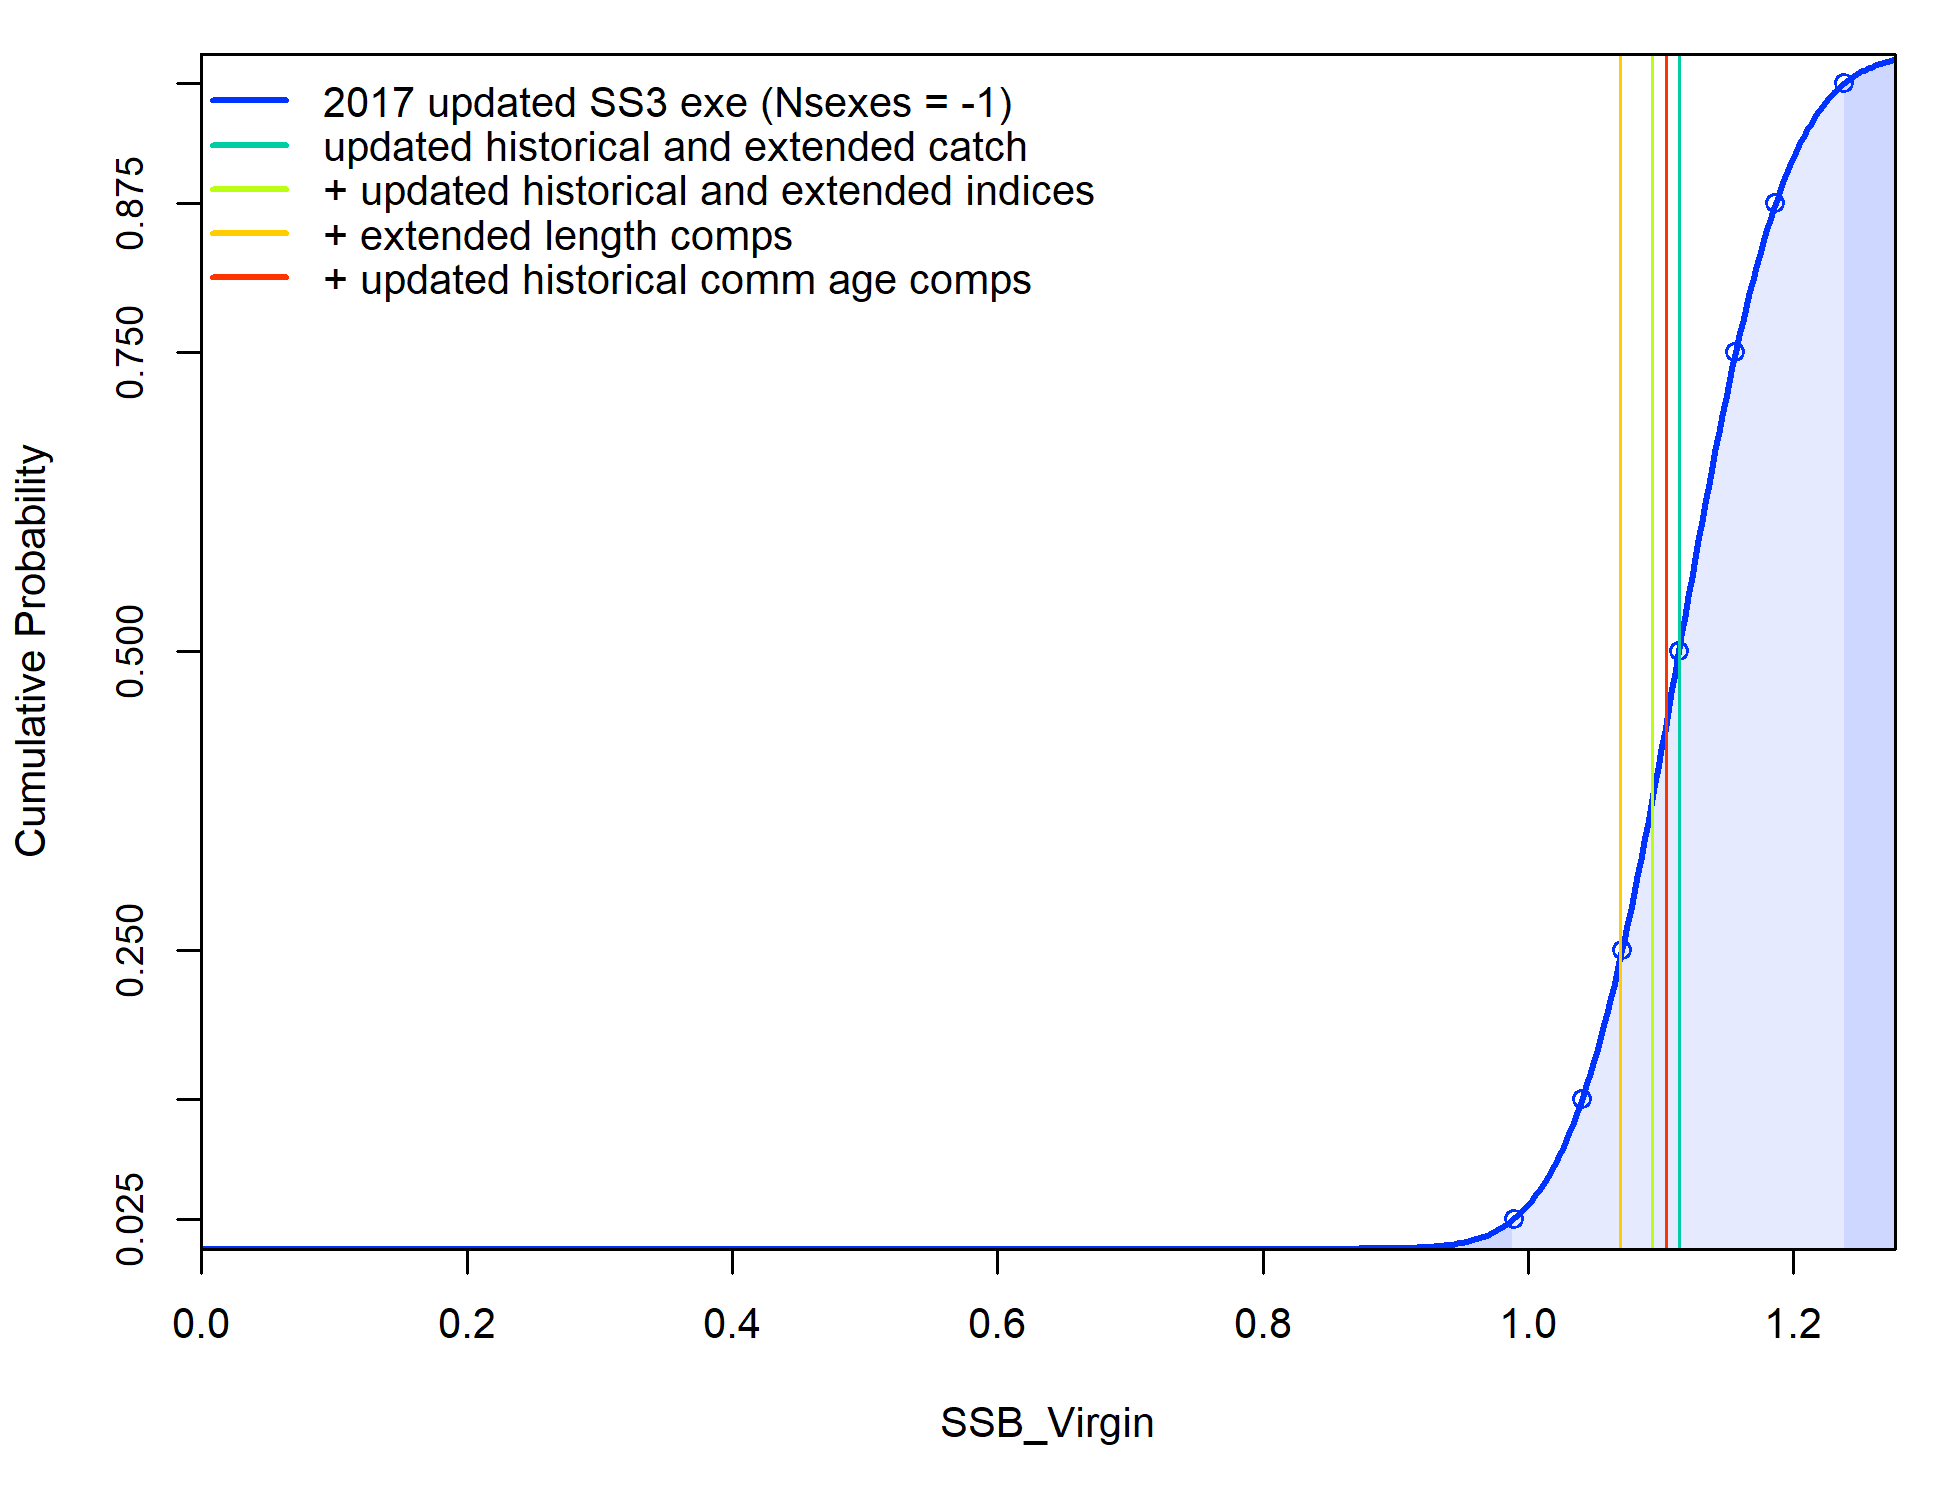 2017 updated SS3 exe (Nsexes = -1)
updated historical and extended catch
+ updated historical and extended indices
+ extended length comps
+ updated historical comm age comps
Cumulative Probability
0.875
0.750
0.500
0.250
0.025
0.0 0.2 0.4 0.6 0.8 1.0 1.2
SSB_Virgin